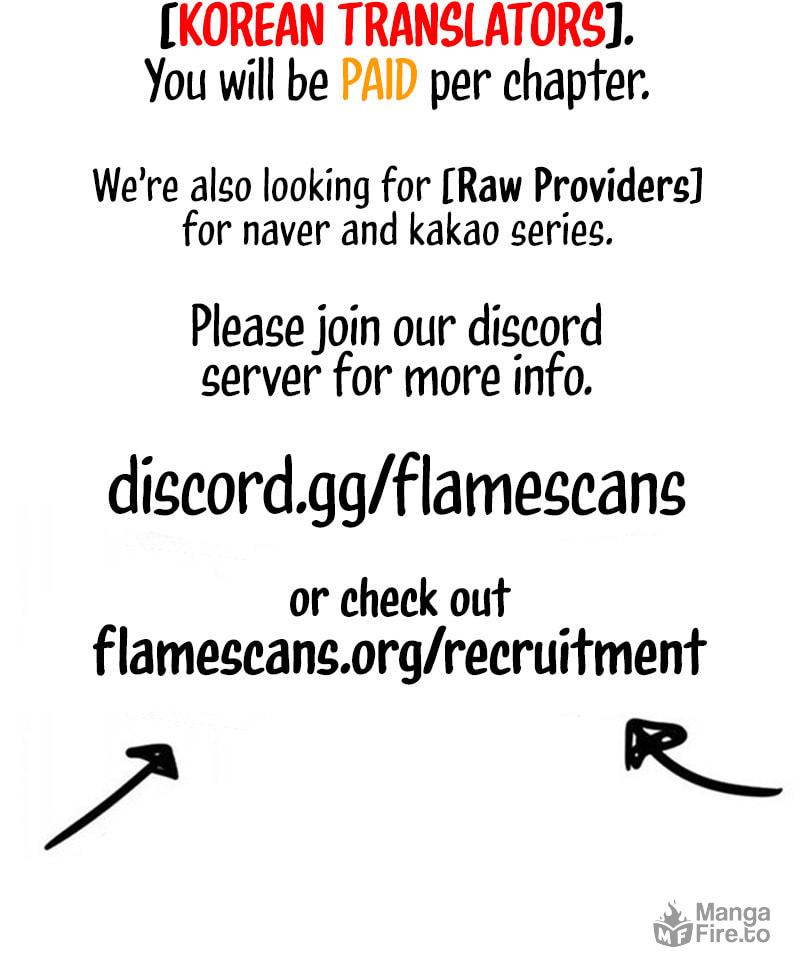 [KOREAN TRANSLATORS].
You will be PAID per chapter.
We're also looking for [Raw Providers]
for naver and kakao series.
Please join our discord
server for more info.
discord.gg/flamescans
or check out
flamescans.org/recruitment
Manga
MF Fire.to